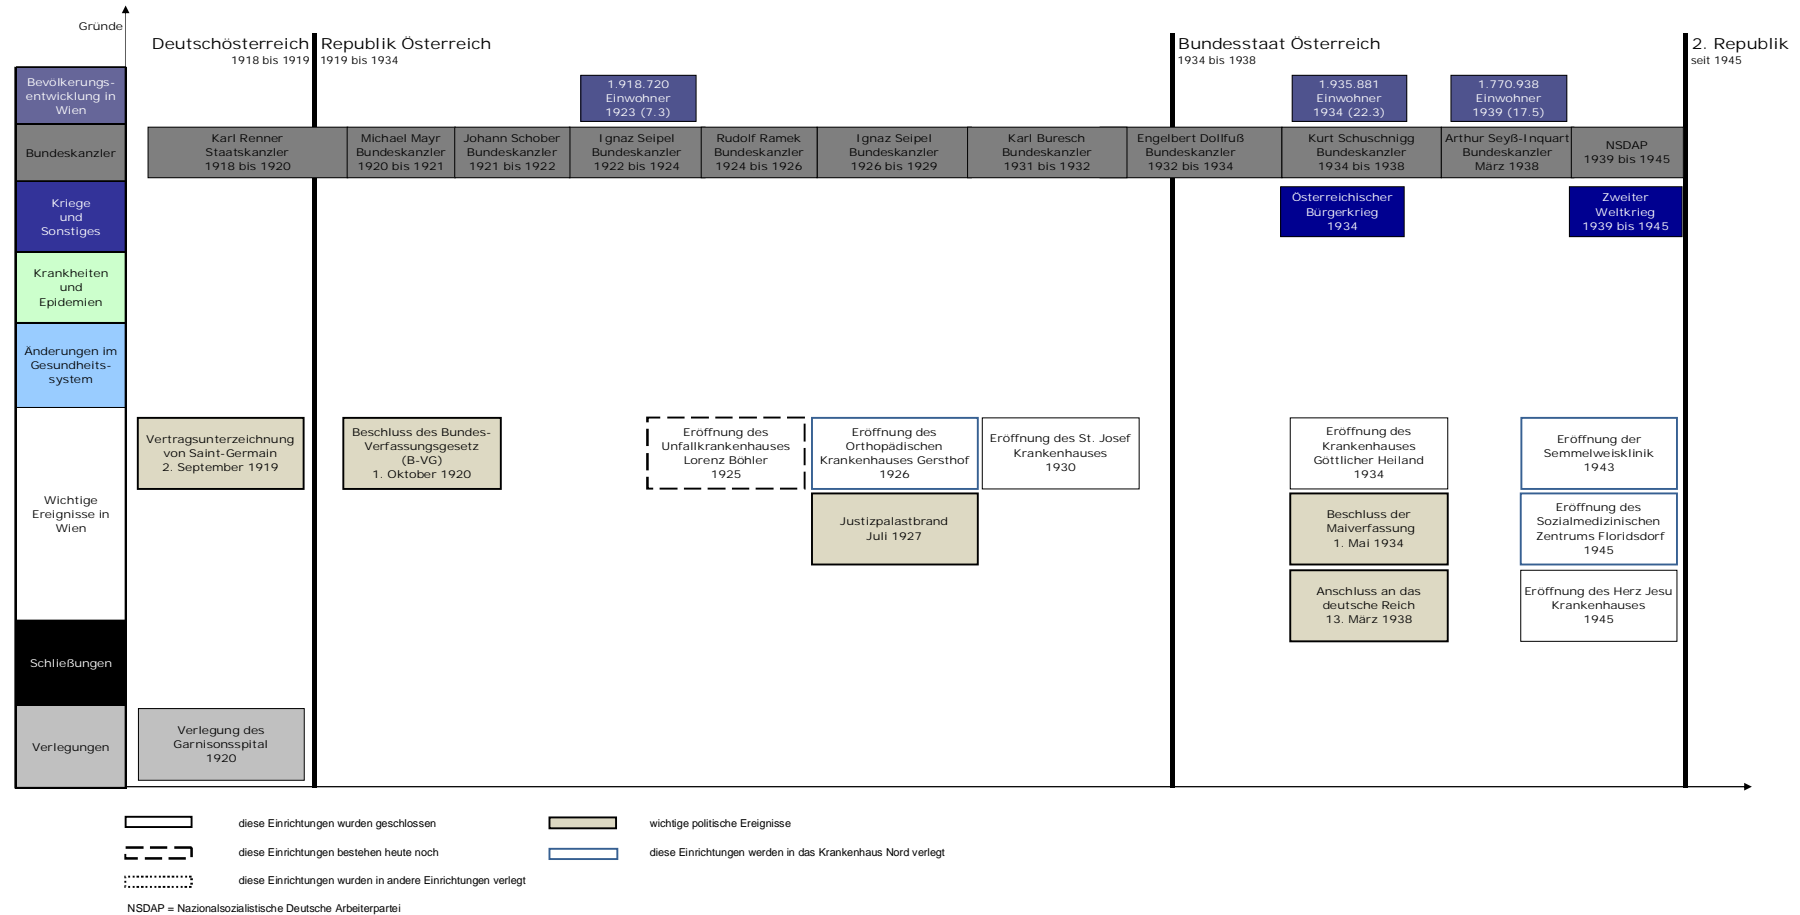 Gründe
Deutschösterreich
1918 bis 1919
Republik Österreich
1919 bis 1934
Bundesstaat Österreich
1934 bis 1938
2. Republik
seit 1945
Bevölkerungs-
entwicklung in
Wien
1.918.720
Einwohner
1923 (7.3)
1.935.881
Einwohner
1934 (22.3)
1.770.938
Einwohner
1939 (17.5)
Bundeskanzler
Karl Renner
Staatskanzler
1918 bis 1920
Michael Mayr
Bundeskanzler
1920 bis 1921
Johann Schober
Bundeskanzler
1921 bis 1922
Ignaz Seipel
Bundeskanzler
1922 bis 1924
Rudolf Ramek
Bundeskanzler
1924 bis 1926
Ignaz Seipel
Bundeskanzler
1926 bis 1929
Karl Buresch
Bundeskanzler
1931 bis 1932
Engelbert Dollfuß
Bundeskanzler
1932 bis 1934
Kurt Schuschnigg
Bundeskanzler
1934 bis 1938
Arthur Seyß-Inquart
Bundeskanzler
März 1938
NSDAP
1939 bis 1945
Kriege
und
Sonstiges
Österreichischer
Bürgerkrieg
1934
Zweiter
Weltkrieg
1939 bis 1945
Krankheiten
und
Epidemien
Änderungen im
Gesundheits-
system
Wichtige
Ereignisse in
Wien
Vertragsunterzeichnung
von Saint-Germain
2. September 1919
Beschluss des Bundes-
Verfassungsgesetz
(B-VG)
1. Oktober 1920
Eröffnung des
Unfallkrankenhauses
Lorenz Böhler
1925
Eröffnung des
Orthopädischen
Krankenhauses Gersthof
1926
Eröffnung des St. Josef
Krankenhauses
1930
Eröffnung des
Krankenhauses
Göttlicher Heiland
1934
Eröffnung der
Semmelweisklinik
1943
Justizpalastbrand
Juli 1927
Beschluss der
Maiverfassung
1. Mai 1934
Eröffnung des
Sozialmedizinischen
Zentrums Floridsdorf
1945
Anschluss an das
deutsche Reich
13. März 1938
Eröffnung des Herz Jesu
Krankenhauses
1945
Schließungen
Verlegungen
Verlegung des
Garnisonsspital
1920
diese Einrichtungen wurden geschlossen
wichtige politische Ereignisse
diese Einrichtungen bestehen heute noch
diese Einrichtungen werden in das Krankenhaus Nord verlegt
diese Einrichtungen wurden in andere Einrichtungen verlegt
NSDAP = Nazionalsozialistische Deutsche Arbeiterpartei